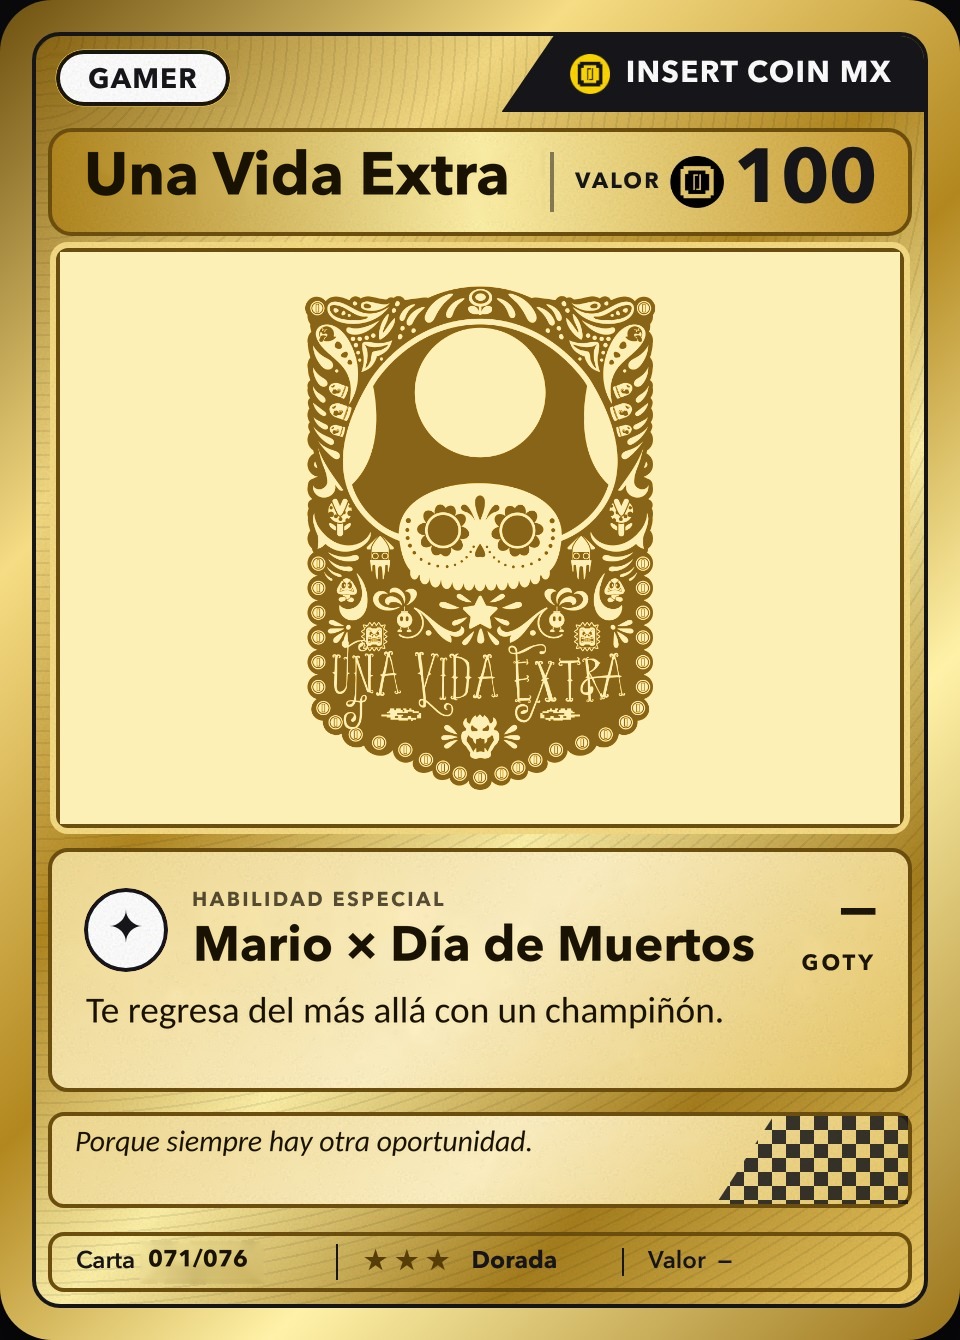 GAMER
INSERT COIN MX
Una Vida Extra
VALOR 100
UNA VIDA EXTRA
HABILIDAD ESPECIAL
Mario × Día de Muertos
–
GOTY
Te regresa del más allá con un champiñón.
Porque siempre hay otra oportunidad.
Carta 071/076
★★★ Dorada
Valor –